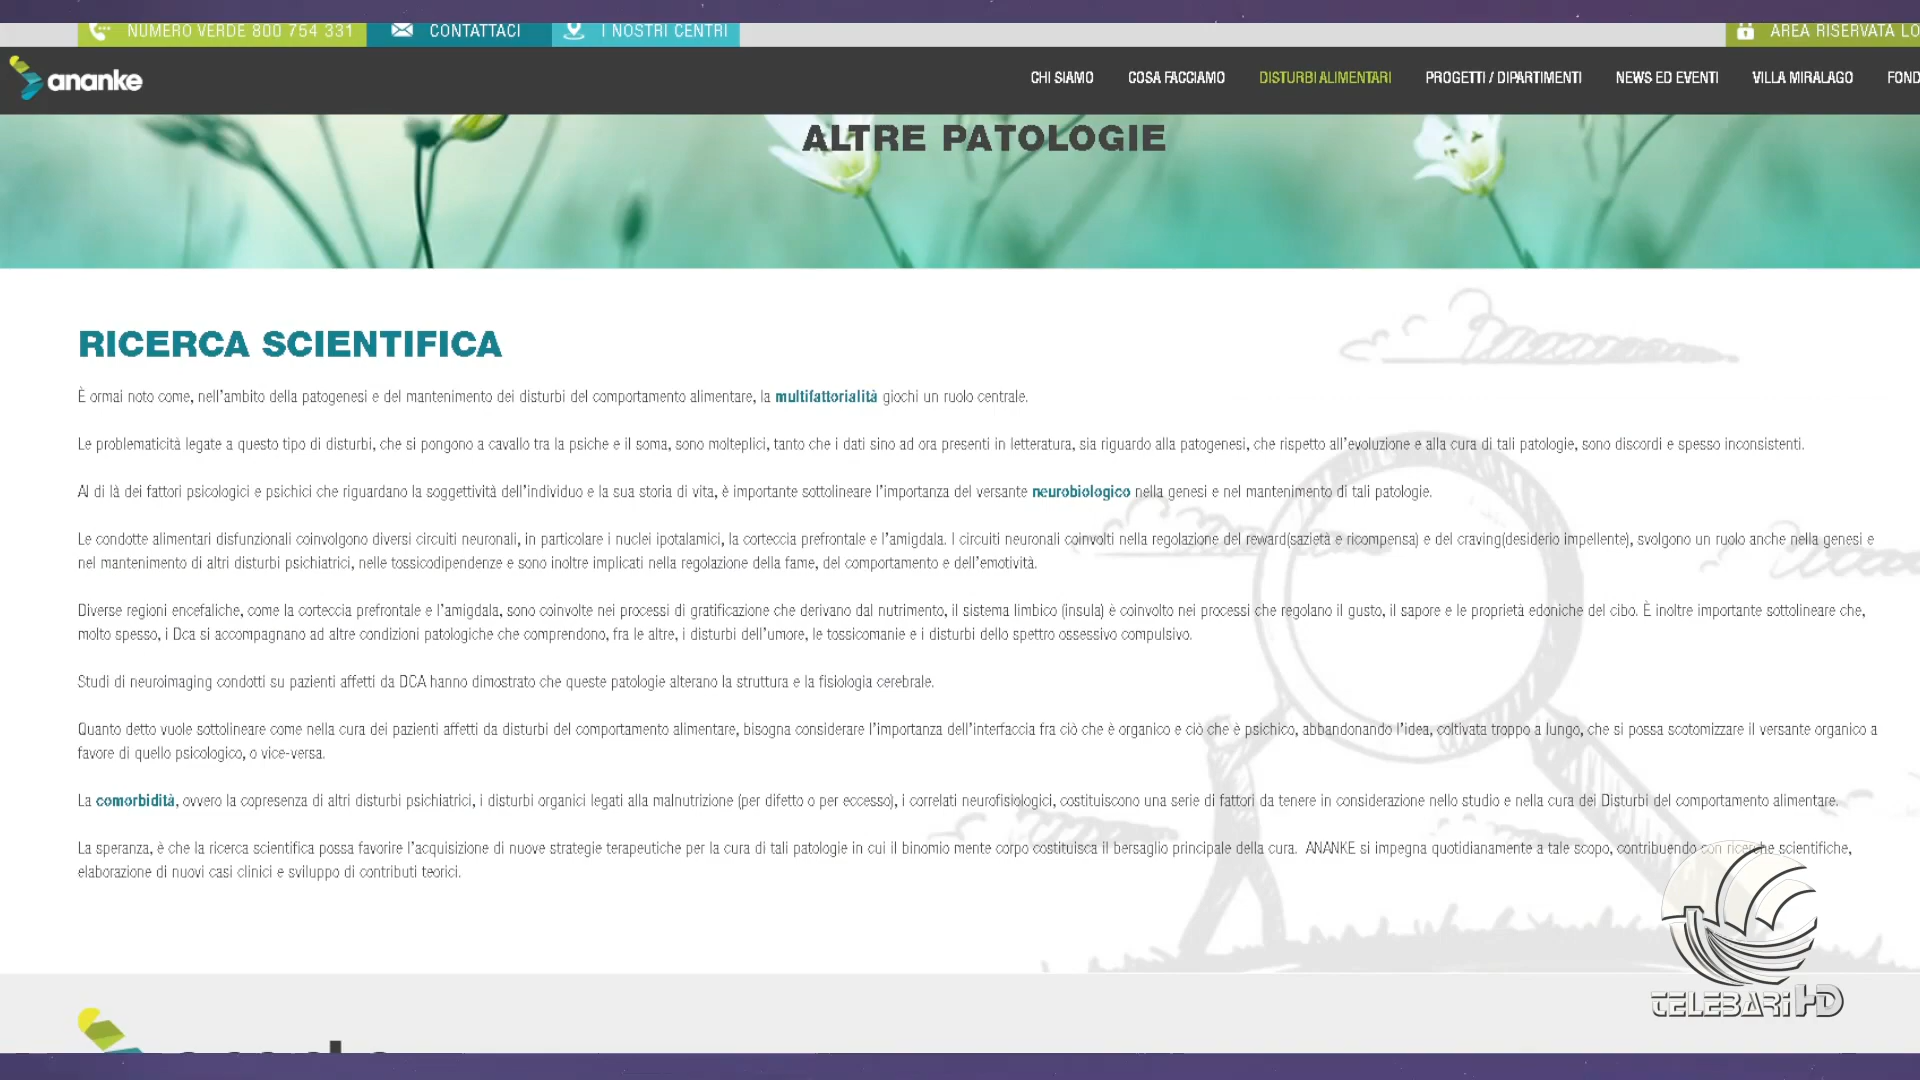 NUMERO VERDE 800 754 331 CONTATTACI I NOSTRI CENTRI AREA RISERVATA LO
ananke CHI SIAMO COSA FACCIAMO DISTURBI ALIMENTARI PROGETTI / DIPARTIMENTI NEWS ED EVENTI VILLA MIRALAGO FOND
ALTRE PATOLOGIE
RICERCA SCIENTIFICA
È ormai noto come, nell'ambito della patogenesi e del mantenimento dei disturbi del comportamento alimentare, la multifattorialità giochi un ruolo centrale.
Le problematicità legate a questo tipo di disturbi, che si pongono a cavallo tra la psiche e il soma, sono molteplici, tanto che i dati sino ad ora presenti in letteratura, sia riguardo alla patogenesi, che rispetto all'evoluzione e alla cura di tali patologie, sono discordi e spesso inconsistenti.
Al di là dei fattori psicologici e psichici che riguardano la soggettività dell'individuo e la sua storia di vita, è importante sottolineare l'importanza del versante neurobiologico nella genesi e nel mantenimento di tali patologie.
Le condotte alimentari disfunzionali coinvolgono diversi circuiti neuronali, in particolare i nuclei ipotalamici, la corteccia prefrontale e l'amigdala. I circuiti neuronali coinvolti nella regolazione del reward(sazietà e ricompensa) e del craving(desiderio impellente), svolgono un ruolo anche nella genesi e
nel mantenimento di altri disturbi psichiatrici, nelle tossicodipendenze e sono inoltre implicati nella regolazione della fame, del comportamento e dell'emotività.
Diverse regioni encefaliche, come la corteccia prefrontale e l'amigdala, sono coinvolte nei processi di gratificazione che derivano dal nutrimento, il sistema limbico (insula) è coinvolto nei processi che regolano il gusto, il sapore e le proprietà edoniche del cibo. È inoltre importante sottolineare che,
molto spesso, i Dca si accompagnano ad altre condizioni patologiche che comprendono, fra le altre, i disturbi dell'umore, le tossicomanie e i disturbi dello spettro ossessivo compulsivo.
Studi di neuroimaging condotti su pazienti affetti da DCA hanno dimostrato che queste patologie alterano la struttura e la fisiologia cerebrale.
Quanto detto vuole sottolineare come nella cura dei pazienti affetti da disturbi del comportamento alimentare, bisogna considerare l'importanza dell'interfaccia fra ciò che è organico e ciò che è psichico, abbandonando l'idea, coltivata troppo a lungo, che si possa scotomizzare il versante organico a
favore di quello psicologico, o vice-versa.
La comorbidità, ovvero la copresenza di altri disturbi psichiatrici, i disturbi organici legati alla malnutrizione (per difetto o per eccesso), i correlati neurofisiologici, costituiscono una serie di fattori da tenere in considerazione nello studio e nella cura dei Disturbi del comportamento alimentare.
La speranza, è che la ricerca scientifica possa favorire l'acquisizione di nuove strategie terapeutiche per la cura di tali patologie in cui il binomio mente corpo costituisca il bersaglio principale della cura. ANANKE si impegna quotidianamente a tale scopo, contribuendo con ricerche scientifiche,
elaborazione di nuovi casi clinici e sviluppo di contributi teorici.
TELEBARI HD